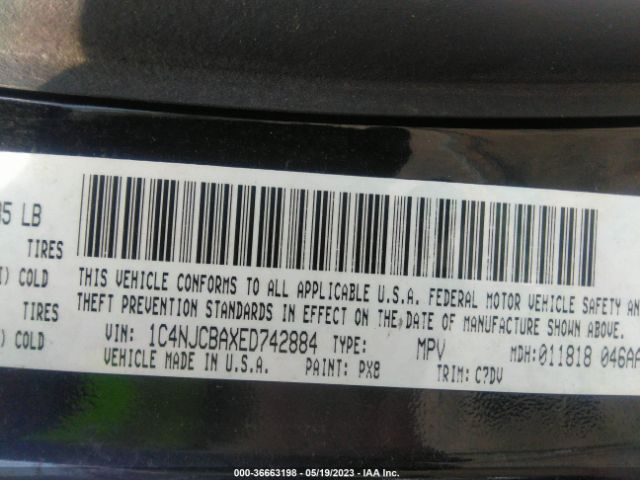 05 LB
TIRES
COLD
THIS VEHICLE CONFORMS TO ALL APPLICABLE U.S.A. FEDERAL MOTOR VEHICLE SAFETY AN
TIRES
THEFT PREVENTION STANDARDS IN EFFECT ON THE DATE OF MANUFACTURE SHOWN ABOVE.
) COLD
VIN: 1C4NJCBAXED742884 TYPE: MPV MDH:011818 046AA
VEHICLE MADE IN U.S.A. PAINT: PX8 TRIM: C7DV
000-36663198 - 05/19/2023 - IAA Inc.